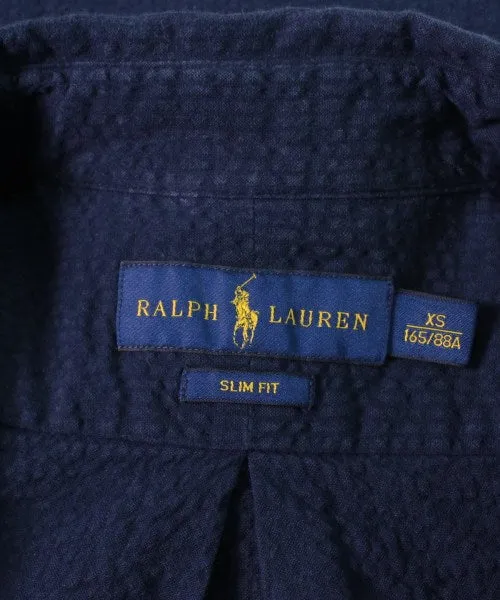 RALPH LAUREN
XS
165/88A
SLIM FIT